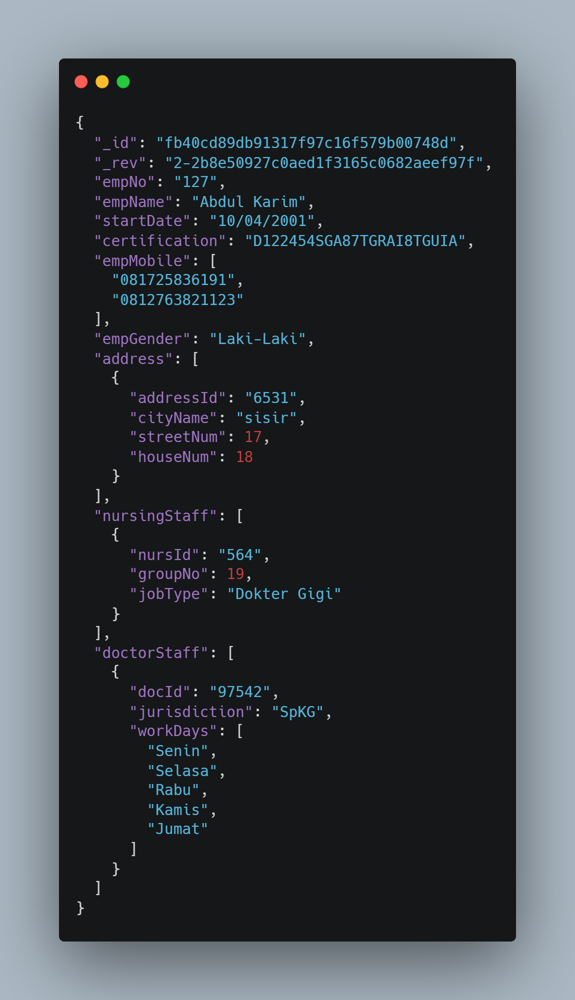 {
  "_id": "fb40cd89db91317f97c16f579b00748d",
  "_rev": "2-2b8e50927c0aed1f3165c0682aeef97f",
  "empNo": "127",
  "empName": "Abdul Karim",
  "startDate": "10/04/2001",
  "certification": "D122454SGA87TGRAI8TGUIA",
  "empMobile": [
    "081725836191",
    "0812763821123"
  ],
  "empGender": "Laki-Laki",
  "address": [
    {
      "addressId": "6531",
      "cityName": "sisir",
      "streetNum": 17,
      "houseNum": 18
    }
  ],
  "nursingStaff": [
    {
      "nursId": "564",
      "groupNo": 19,
      "jobType": "Dokter Gigi"
    }
  ],
  "doctorStaff": [
    {
      "docId": "97542",
      "jurisdiction": "SpKG",
      "workDays": [
        "Senin",
        "Selasa",
        "Rabu",
        "Kamis",
        "Jumat"
      ]
    }
  ]
}